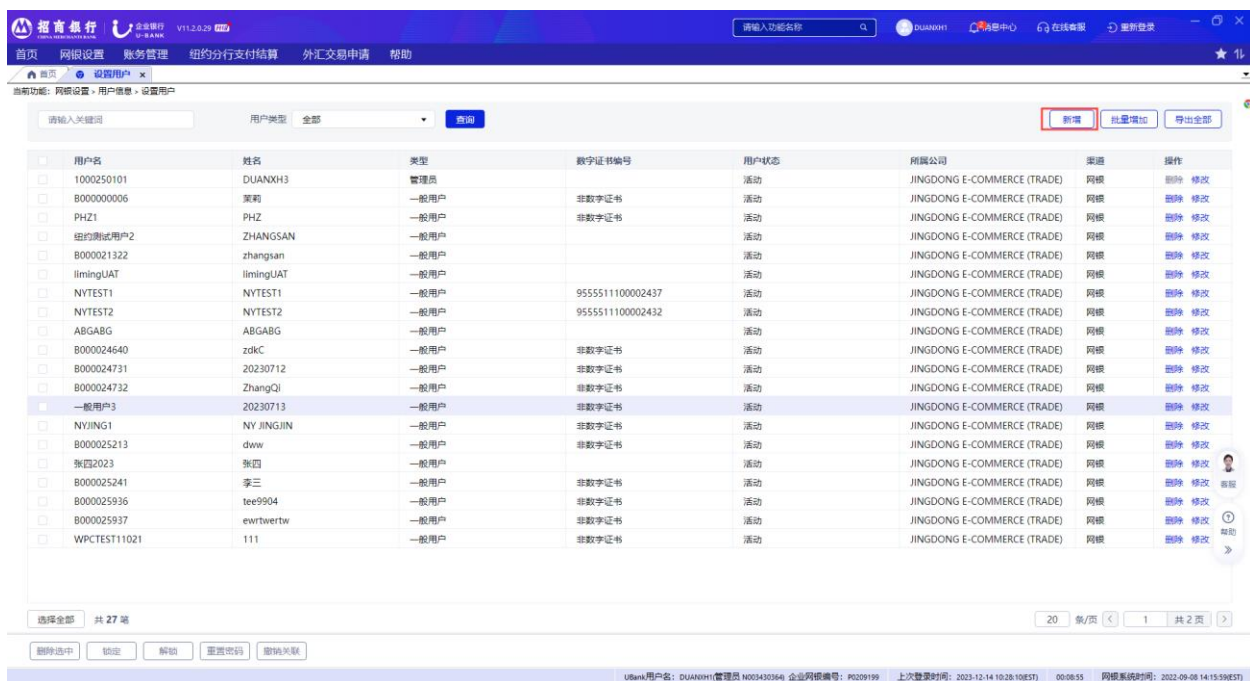 招商银行 企业银行 V11.2.0.29 请输入功能名称 DUANXH1 消息中心 在线客服 重新登录
CHINA MERCHANTS BANK U-BANK
首页 网银设置 账务管理 纽约分行支付结算 外汇交易申请 帮助
首页 设置用户 x
当前功能: 网银设置 > 用户信息 > 设置用户
请输入关键词 用户类型 全部 查询 新增 批量增加 导出全部
用户名 姓名 类型 数字证书编号 用户状态 所属公司 渠道 操作
1000250101 DUANXH3 管理员 活动 JINGDONG E-COMMERCE (TRADE) 网银 删除 修改
B000000006 茉莉 一般用户 非数字证书 活动 JINGDONG E-COMMERCE (TRADE) 网银 删除 修改
PHZ1 PHZ 一般用户 非数字证书 活动 JINGDONG E-COMMERCE (TRADE) 网银 删除 修改
纽约测试用户2 ZHANGSAN 一般用户 活动 JINGDONG E-COMMERCE (TRADE) 网银 删除 修改
B000021322 zhangsan 一般用户 活动 JINGDONG E-COMMERCE (TRADE) 网银 删除 修改
limingUAT limingUAT 一般用户 活动 JINGDONG E-COMMERCE (TRADE) 网银 删除 修改
NYTEST1 NYTEST1 一般用户 9555511100002437 活动 JINGDONG E-COMMERCE (TRADE) 网银 删除 修改
NYTEST2 NYTEST2 一般用户 9555511100002432 活动 JINGDONG E-COMMERCE (TRADE) 网银 删除 修改
ABGABG ABGABG 一般用户 活动 JINGDONG E-COMMERCE (TRADE) 网银 删除 修改
B000024640 zdkC 一般用户 非数字证书 活动 JINGDONG E-COMMERCE (TRADE) 网银 删除 修改
B000024731 20230712 一般用户 非数字证书 活动 JINGDONG E-COMMERCE (TRADE) 网银 删除 修改
B000024732 ZhangQi 一般用户 非数字证书 活动 JINGDONG E-COMMERCE (TRADE) 网银 删除 修改
一般用户3 20230713 一般用户 非数字证书 活动 JINGDONG E-COMMERCE (TRADE) 网银 删除 修改
NYJING1 NY JINGJIN 一般用户 非数字证书 活动 JINGDONG E-COMMERCE (TRADE) 网银 删除 修改
B000025213 dww 一般用户 非数字证书 活动 JINGDONG E-COMMERCE (TRADE) 网银 删除 修改
张四2023 张四 一般用户 活动 JINGDONG E-COMMERCE (TRADE) 网银 删除 修改
B000025241 李三 一般用户 非数字证书 活动 JINGDONG E-COMMERCE (TRADE) 网银 删除 修改 客服
B000025936 tee9904 一般用户 非数字证书 活动 JINGDONG E-COMMERCE (TRADE) 网银 删除 修改
B000025937 ewrtwertw 一般用户 非数字证书 活动 JINGDONG E-COMMERCE (TRADE) 网银 删除 修改
WPCTEST11021 111 一般用户 非数字证书 活动 JINGDONG E-COMMERCE (TRADE) 网银 删除 修改 帮助
选择全部 共 27 笔 20 条/页 1 共 2 页
删除选中 锁定 解锁 重置密码 撤销关联
UBank用户名: DUANXH1(管理员 N003430364) 企业网银编号: P0209199 上次登录时间: 2023-12-14 10:28:10(EST) 00:08:55 网银系统时间: 2022-09-08 14:15:59(EST)